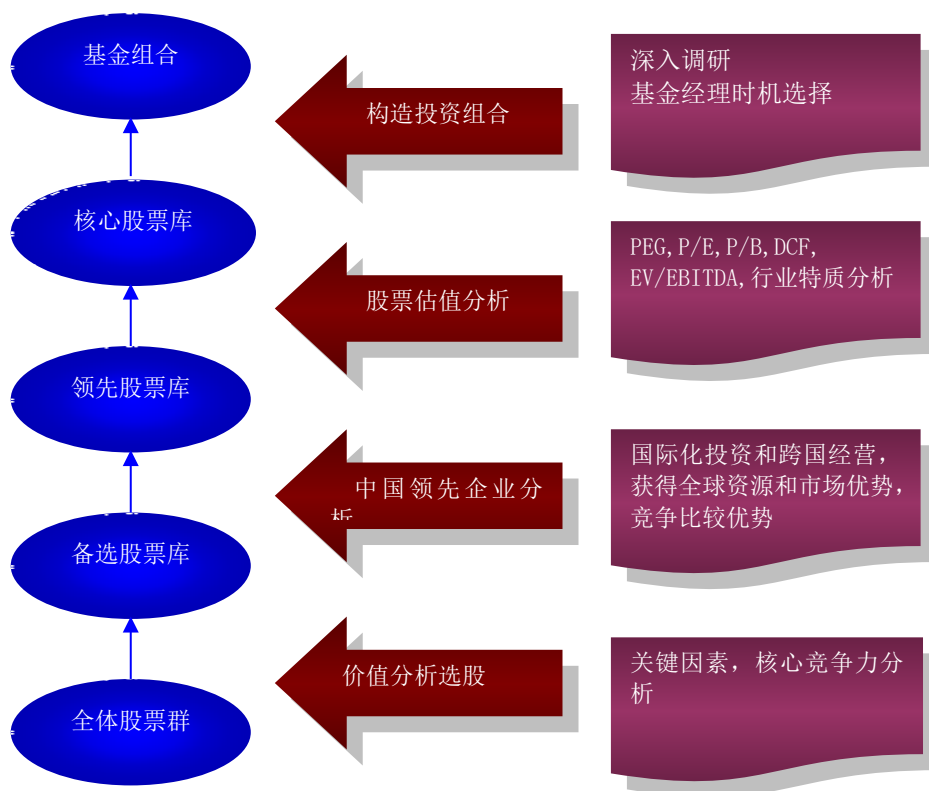 基金组合
构造投资组合
深入调研
基金经理时机选择
核心股票库
股票估值分析
PEG,P/E,P/B,DCF,
EV/EBITDA,行业特质分析
领先股票库
中国领先企业分
析
国际化投资和跨国经营，
获得全球资源和市场优势，
竞争比较优势
备选股票库
价值分析选股
关键因素，核心竞争力分
析
全体股票群